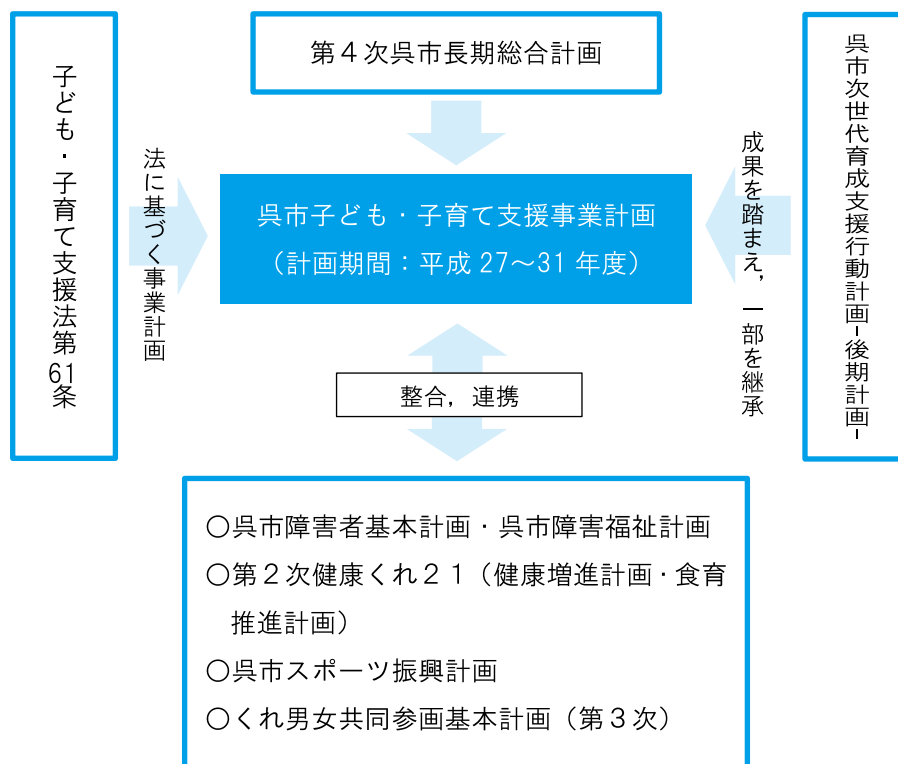 第４次呉市長期総合計画
子ども・子育て支援法第61条
法に基づく事業計画
呉市子ども・子育て支援事業計画
（計画期間：平成 27～31 年度）
成果を踏まえ，一部を継承
呉市次世代育成支援行動計画-後期計画-
整合，連携
○呉市障害者基本計画・呉市障害福祉計画
○第２次健康くれ２１（健康増進計画・食育
推進計画）
○呉市スポーツ振興計画
○くれ男女共同参画基本計画（第３次）